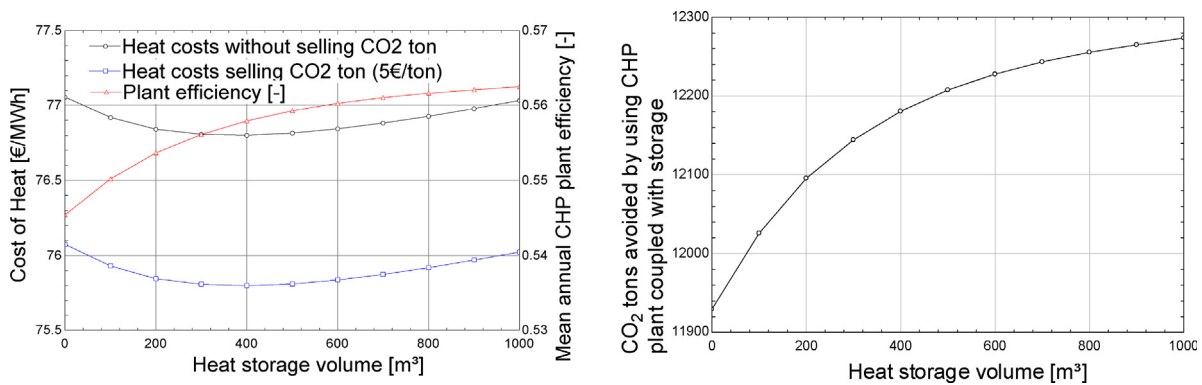 77.5
77
76.5
76
75.5
Cost of Heat [€/MWh]
Heat costs without selling CO2 ton
Heat costs selling CO2 ton (5€/ton)
Plant efficiency [-]
0.57
0.56
0.55
0.54
0.53
Mean annual CHP plant efficiency [-]
0 200 400 600 800 1000
Heat storage volume [m³]
12300
12200
12100
12000
11900
CO2 tons avoided by using CHP
plant coupled with storage
0 200 400 600 800 1000
Heat storage volume [m³]